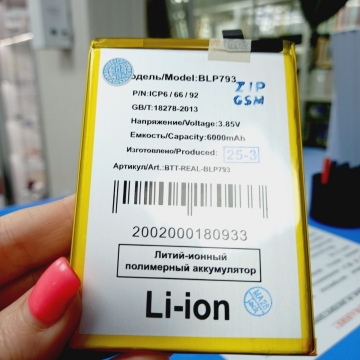 Модель/Model:BLP793
ZIP
GSM
P/N:ICP6 / 66 / 92
GB/T:18278-2013
Напряжение/Voltage:3.85V
Емкость/Capacity:6000mAh
Изготовлено/Produced: 25-3
Артикул/Art.:BTT-REAL-BLP793
2002000180933
Литий-ионный
полимерный аккумулятор
Li-ion